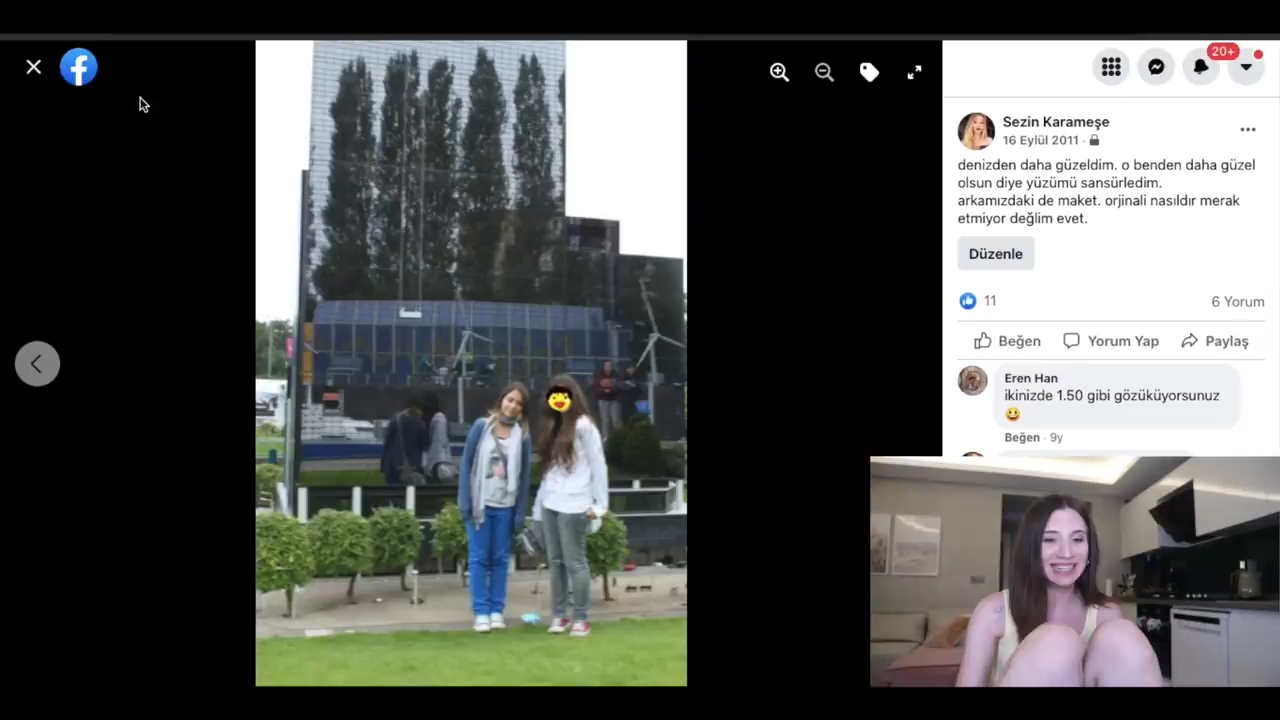 20+
Sezin Karameşe
16 Eylül 2011 ·
denizden daha güzeldim. o benden daha güzel
olsun diye yüzümü sansürledim.
arkamızdaki de maket. orjinali nasıldır merak
etmiyor değlim evet.
Düzenle
11
6 Yorum
Beğen
Yorum Yap
Paylaş
Eren Han
ikinizde 1.50 gibi gözüküyorsunuz
Beğen · 9y